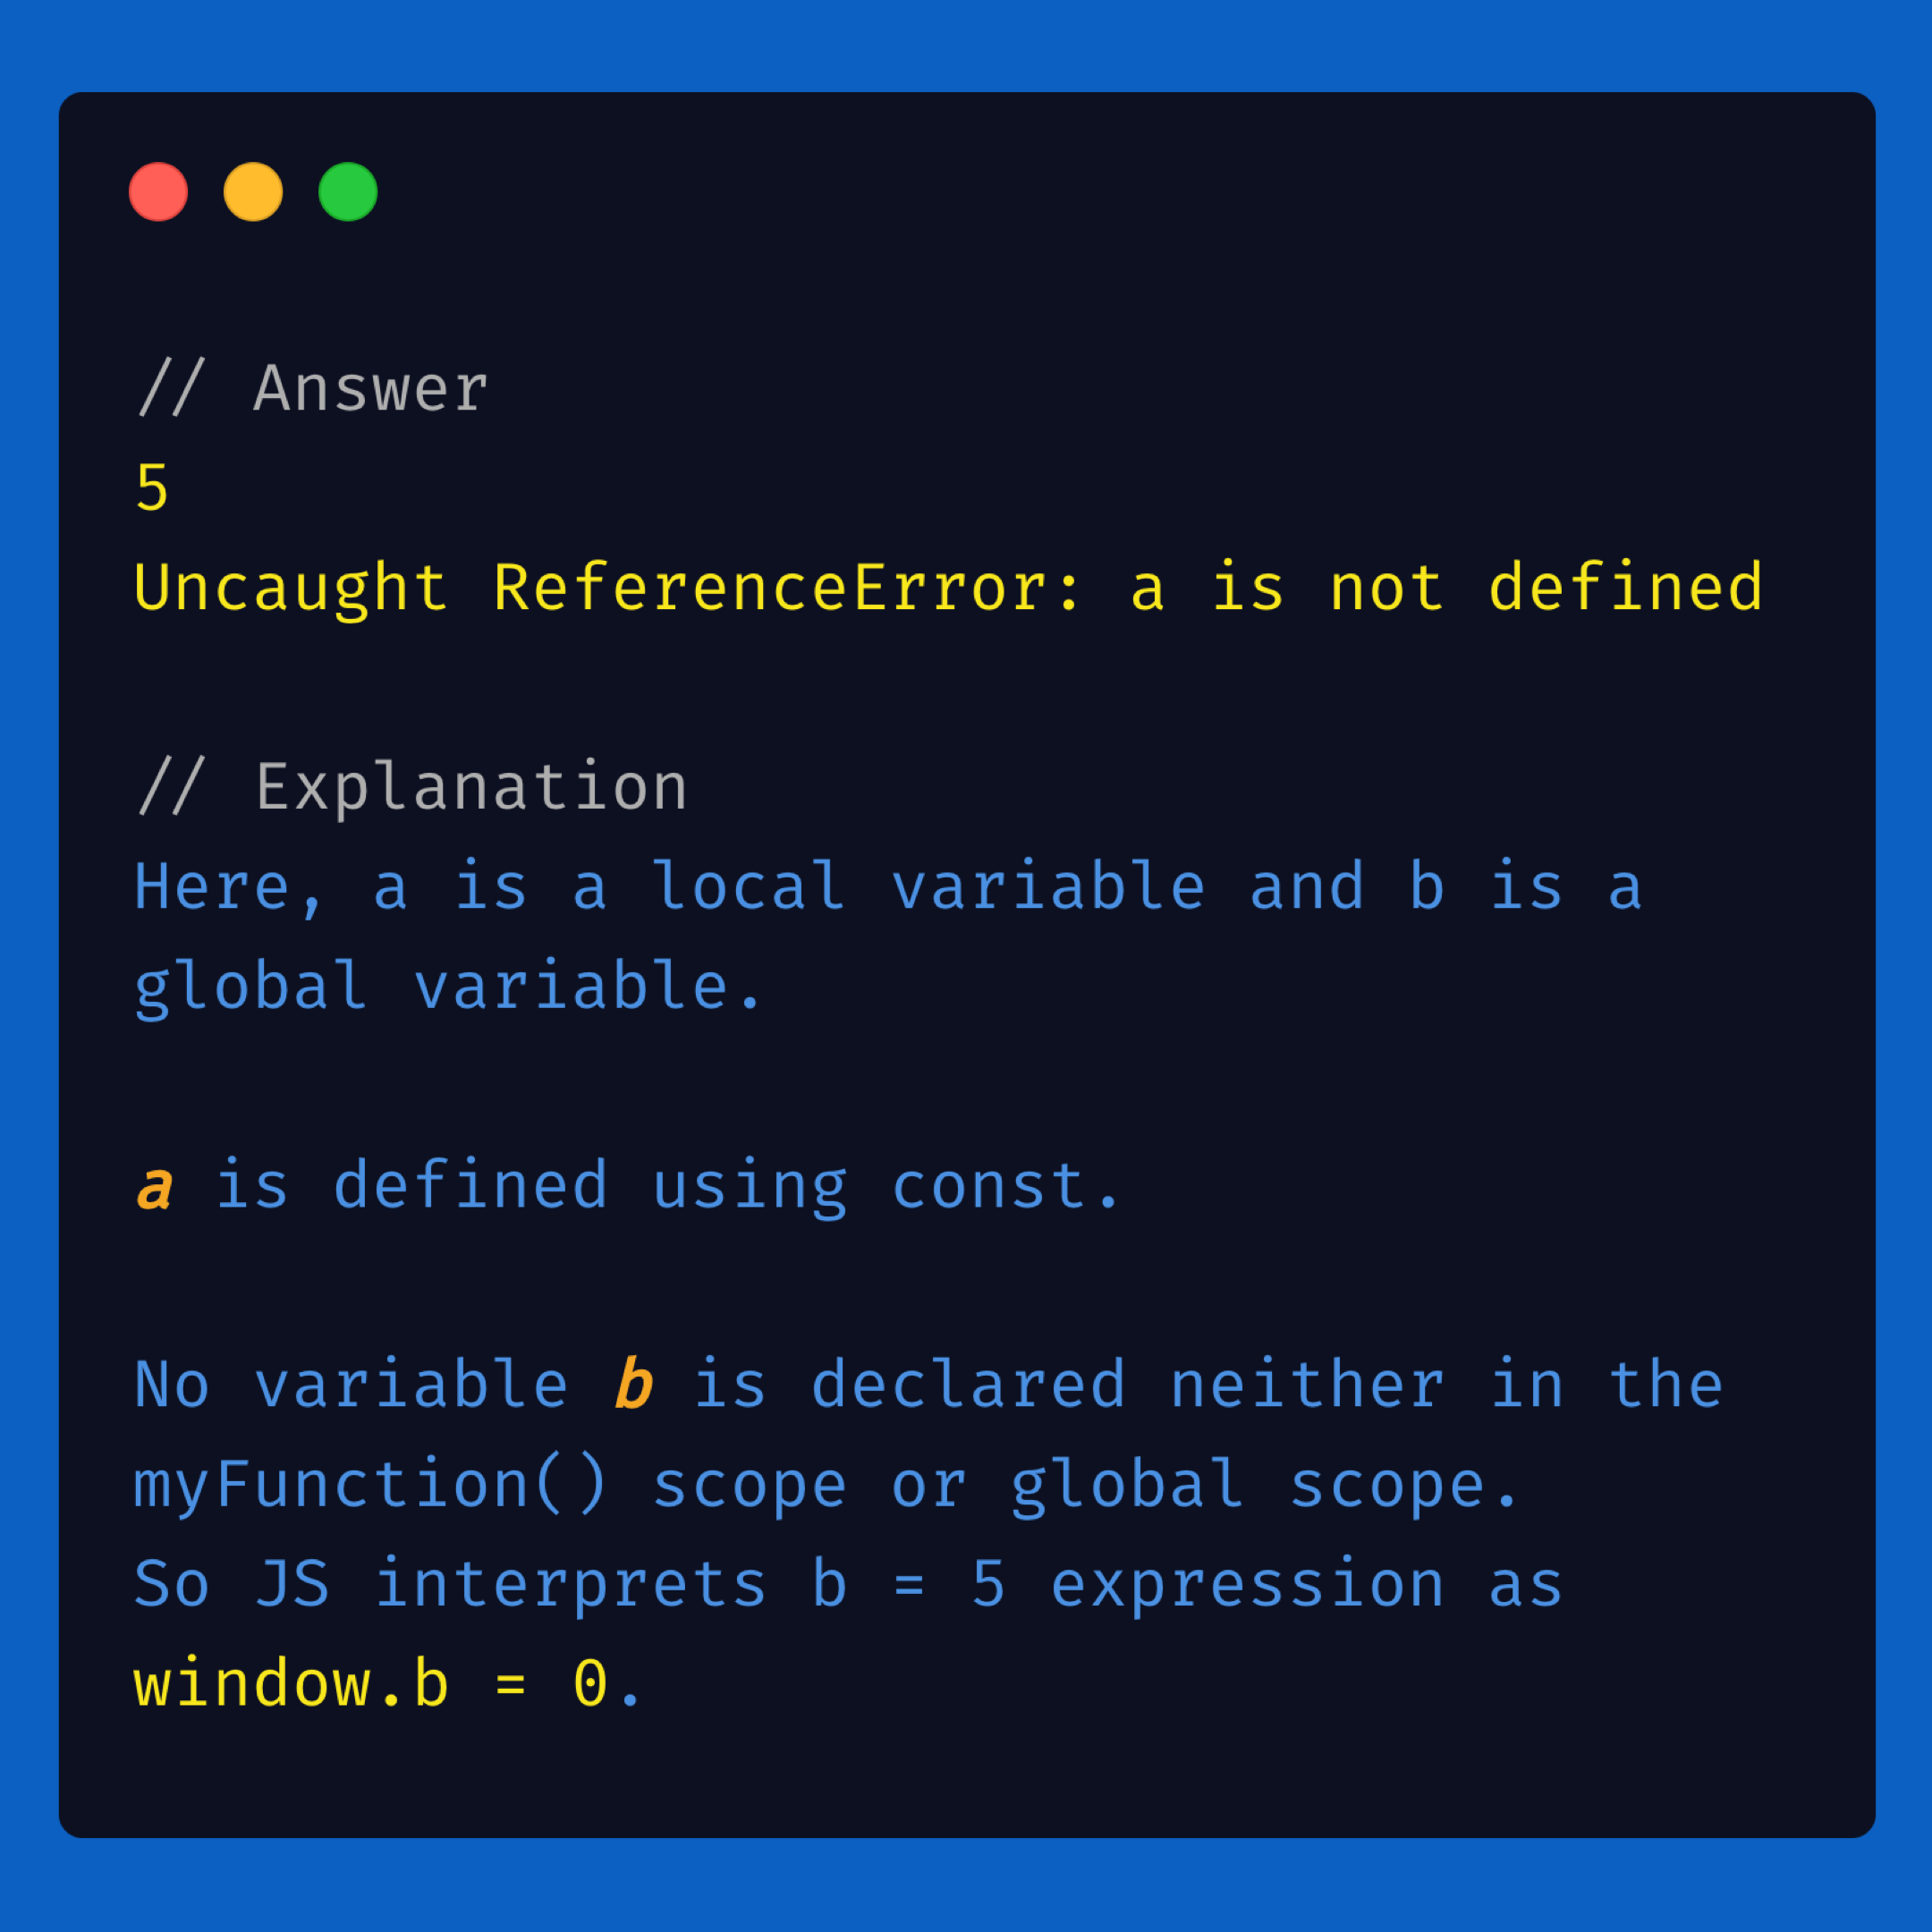 // Answer
5
Uncaught ReferenceError: a is not defined
// Explanation
Here, a is a local variable and b is a
global variable.
a is defined using const.
No variable b is declared neither in the
myFunction() scope or global scope.
So JS interprets b = 5 expression as
window.b = 0.